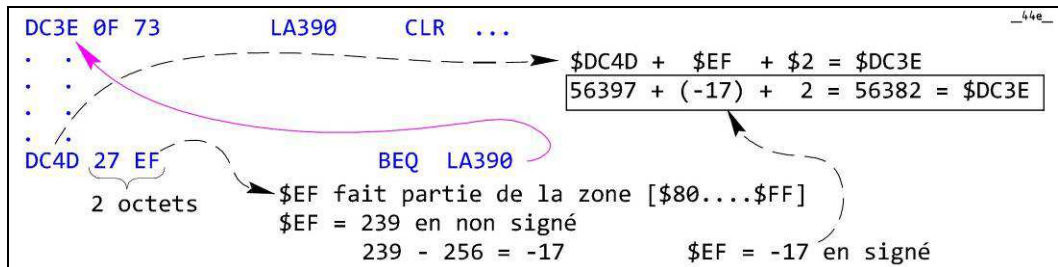 _44e_
DC3E 0F 73 LA390 CLR ...
$DC4D + $EF + $2 = $DC3E
56397 + (-17) + 2 = 56382 = $DC3E
DC4D 27 EF BEQ LA390
2 octets
$EF fait partie de la zone [$80....$FF]
$EF = 239 en non signé
239 - 256 = -17
$EF = -17 en signé